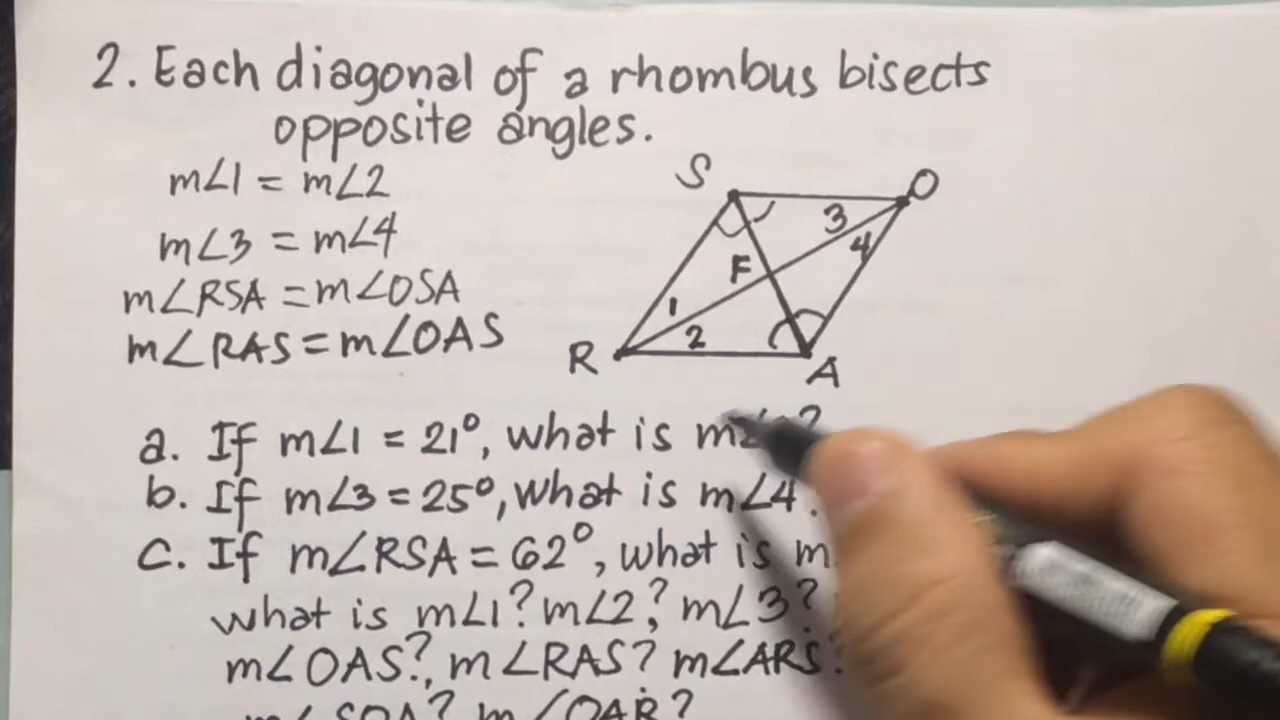 2. Each diagonal of a rhombus bisects
opposite angles.
m∠1 = m∠2
m∠3 = m∠4
m∠RSA = m∠OSA
m∠RAS = m∠OAS
S
O
3
4
F
1
2
R
A
a. If m∠1 = 21°, what is
b. If m∠3 = 25°, what is m∠4
c. If m∠RSA = 62°, what is m
what is m∠1? m∠2? m∠3?
m∠OAS?, m∠RAS? m∠ARS?
m∠SOA? m∠OAR?